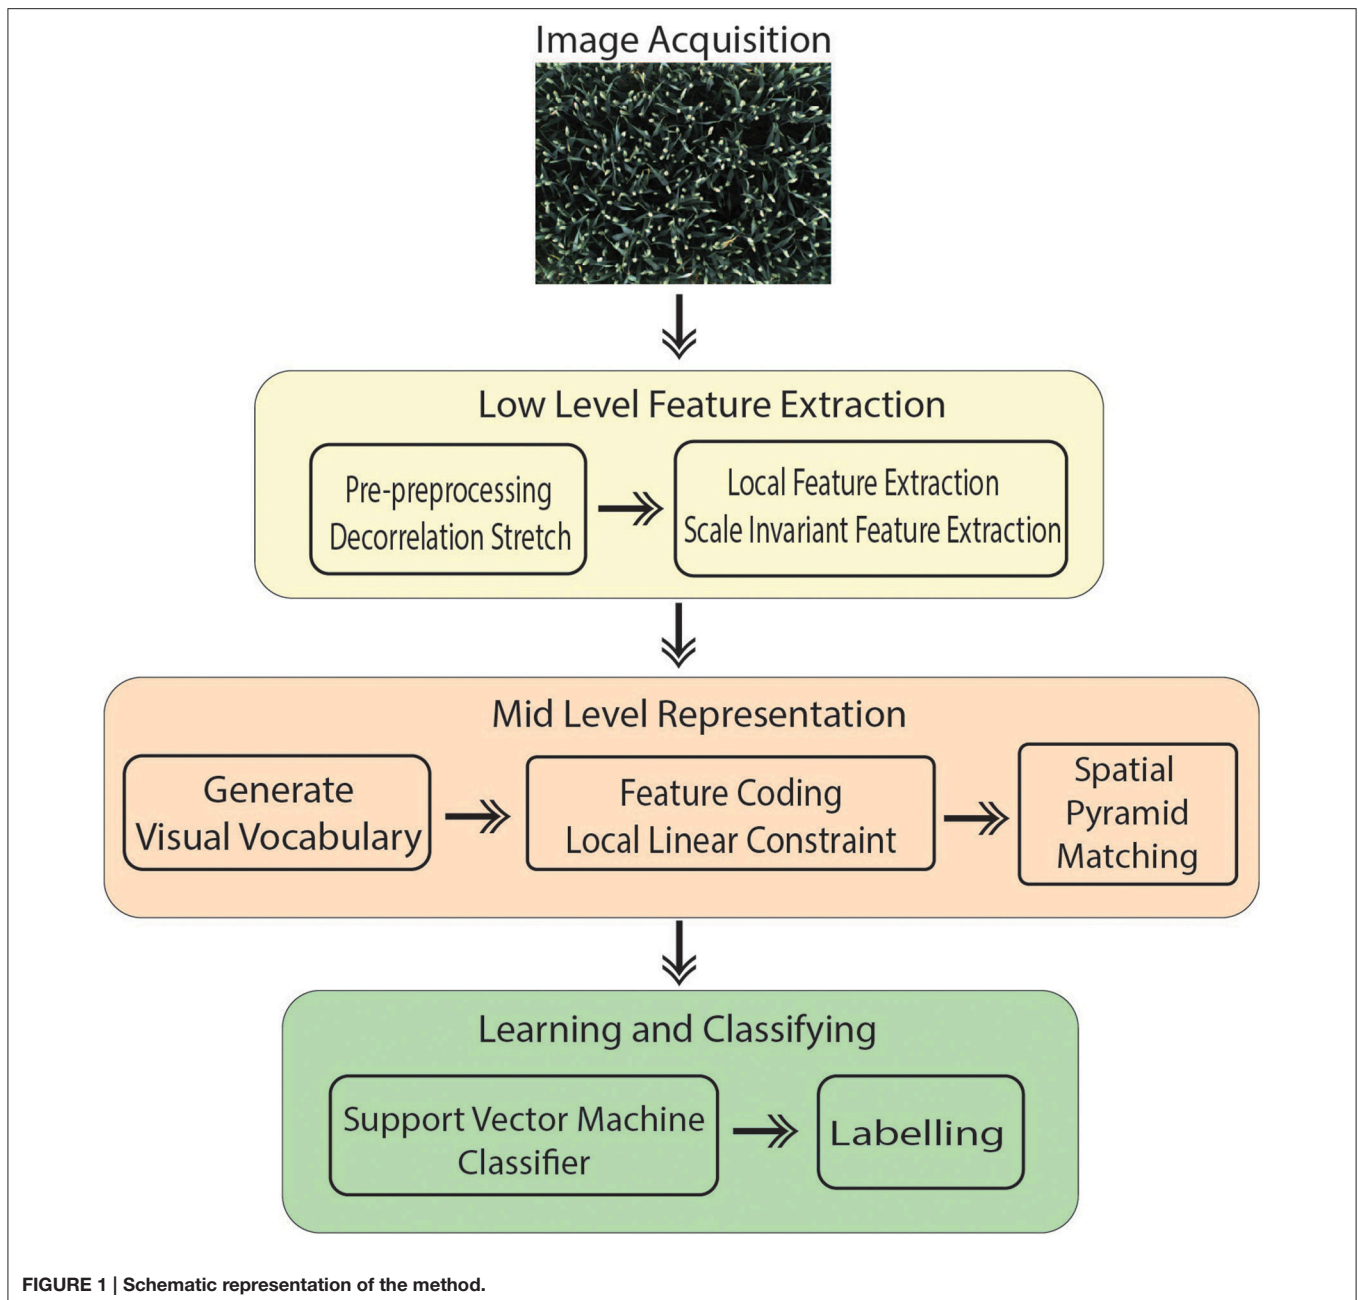 Image Acquisition
Low Level Feature Extraction
Pre-preprocessing
Decorrelation Stretch
Local Feature Extraction
Scale Invariant Feature Extraction
Mid Level Representation
Generate
Visual Vocabulary
Feature Coding
Local Linear Constraint
Spatial
Pyramid
Matching
Learning and Classifying
Support Vector Machine
Classifier
Labelling
FIGURE 1 | Schematic representation of the method.